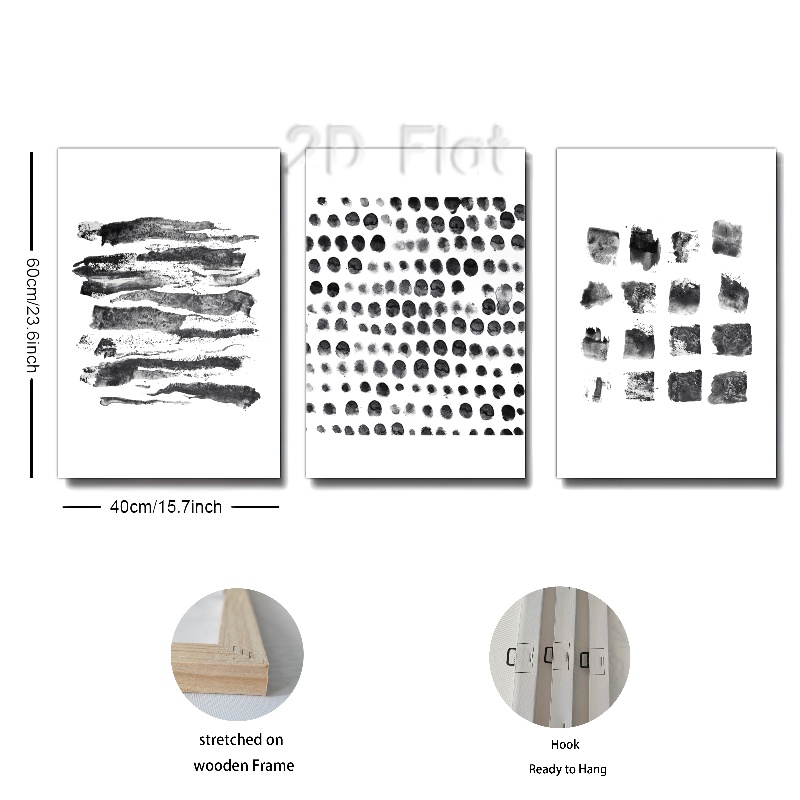 2D Flat
60cm/23.6inch
40cm/15.7inch
stretched on
wooden Frame
Hook
Ready to Hang